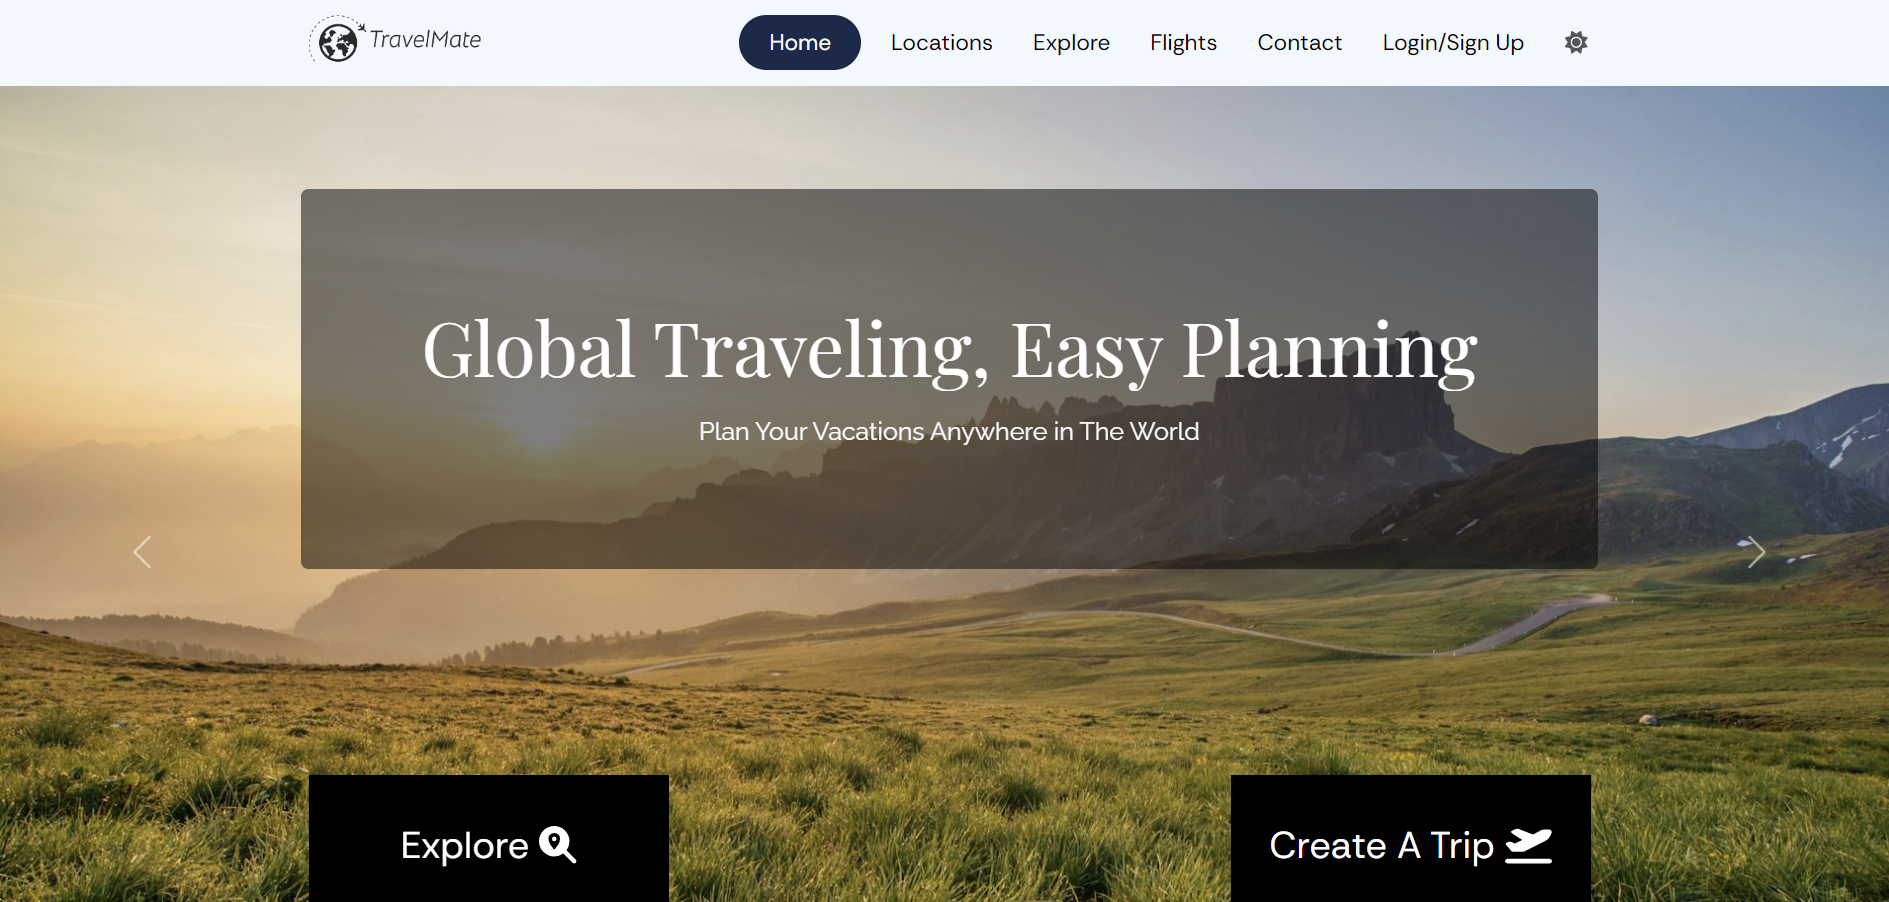 TravelMate
Home Locations Explore Flights Contact Login/Sign Up
Global Traveling, Easy Planning
Plan Your Vacations Anywhere in The World
Explore
Create A Trip